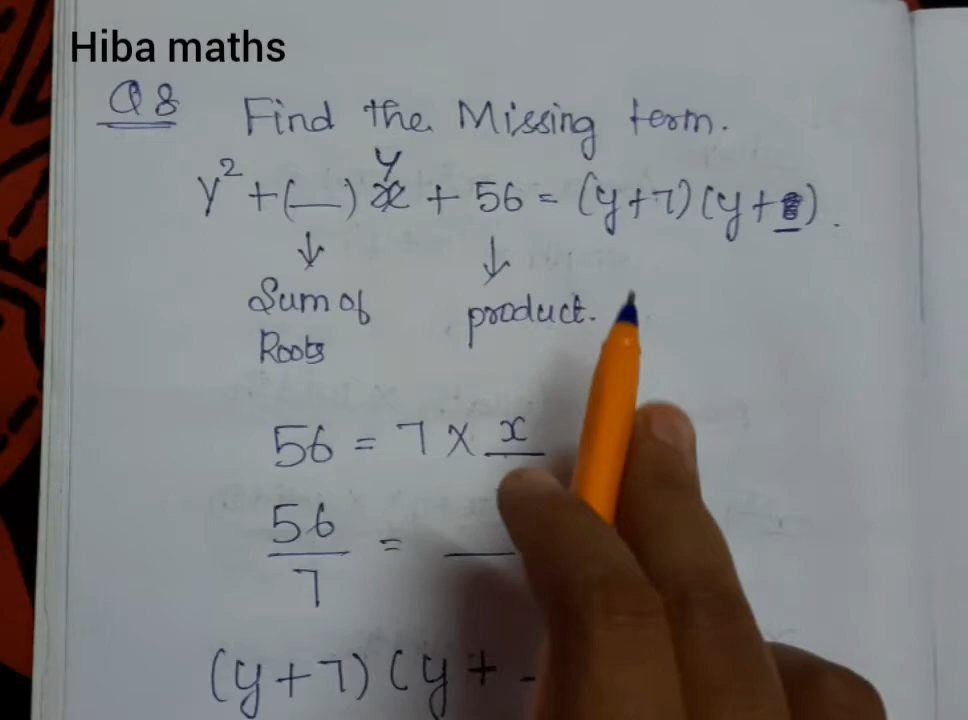 Hiba maths
Q8 Find the Missing term.
y
y² + (__) x + 56 = (y+7) (y+_).
↓ ↓
Sum of product.
Roots
56 = 7 × x
56/7 = __
(y+7) (y +